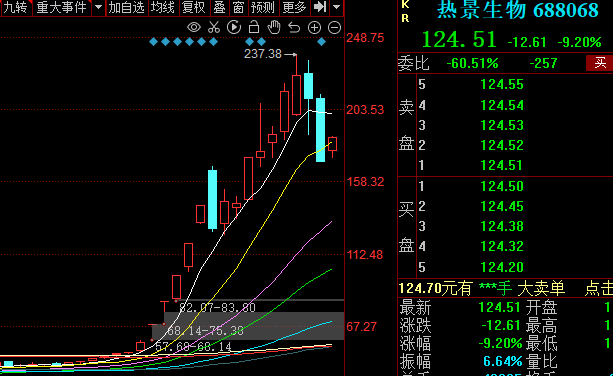 九转 重大事件 加自选 均线 复权 叠 窗 预测 更多
248.75
237.38
203.53
158.32
112.48
82.07-83.80
68.14-75.38
67.27
57.68-68.14
K
R
热景生物 688068
124.51 -12.61 -9.20%
委比 -60.51% -257 买
卖盘
5 124.55
4 124.54
3 124.53
2 124.52
1 124.51
买盘
1 124.50
2 124.45
3 124.38
4 124.32
5 124.20
124.70元有 ***手 大卖单 点击
最新 124.51 开盘 1
涨跌 -12.61 最高 1
涨幅 -9.20% 最低 1
振幅 6.64% 量比